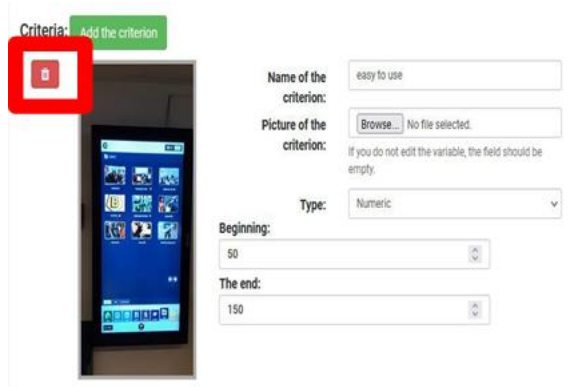 Criteria: Add the criterion
Name of the criterion: easy to use
Picture of the criterion: Browse... No file selected.
If you do not edit the variable, the field should be
empty.
Type: Numeric
Beginning:
50
The end:
150